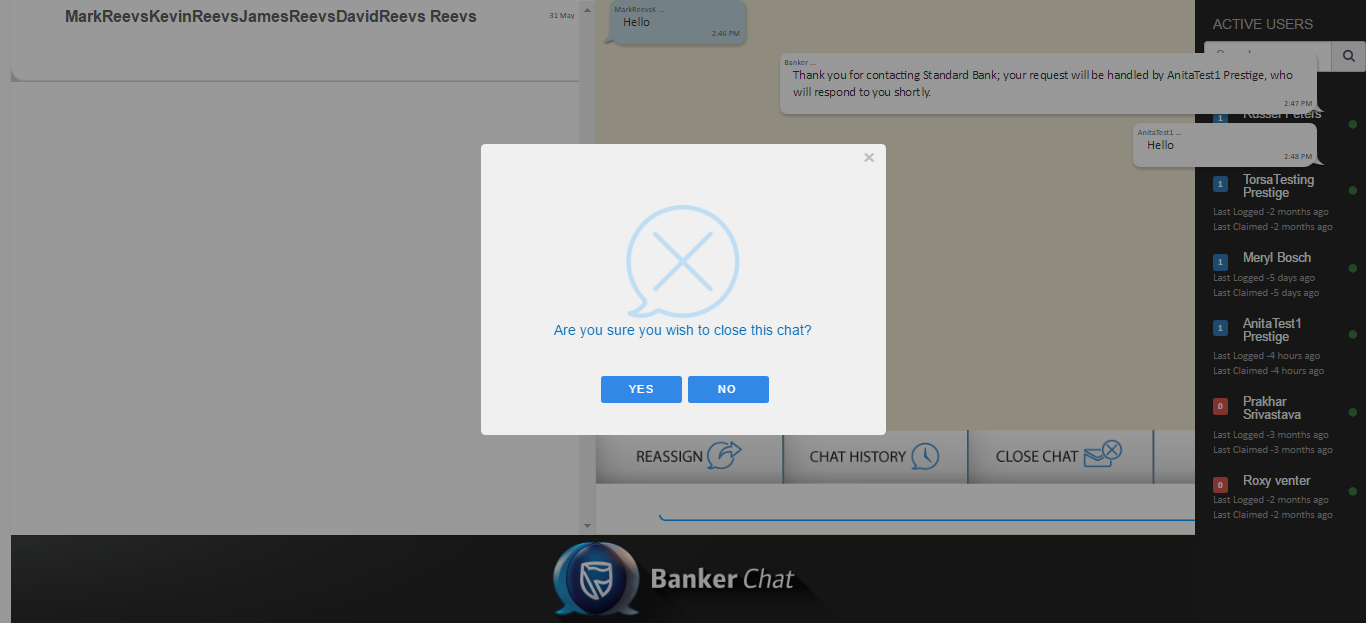 MarkReevsKevinReevsJamesReevsDavidReevs Reevs
31 May
MarkReevsK ...
Hello
2:46 PM
Banker ...
Thank you for contacting Standard Bank; your request will be handled by AnitaTest1 Prestige, who
will respond to you shortly.
2:47 PM
AnitaTest1 ...
Hello
2:48 PM
×
Are you sure you wish to close this chat?
YES
NO
REASSIGN
CHAT HISTORY
CLOSE CHAT
ACTIVE USERS
1
Russel Peters
1
TorsaTesting
Prestige
Last Logged -2 months ago
Last Claimed -2 months ago
1
Meryl Bosch
Last Logged -5 days ago
Last Claimed -5 days ago
1
AnitaTest1
Prestige
Last Logged -4 hours ago
Last Claimed -4 hours ago
0
Prakhar
Srivastava
Last Logged -3 months ago
Last Claimed -3 months ago
0
Roxy venter
Last Logged -2 months ago
Last Claimed -2 months ago
Banker Chat